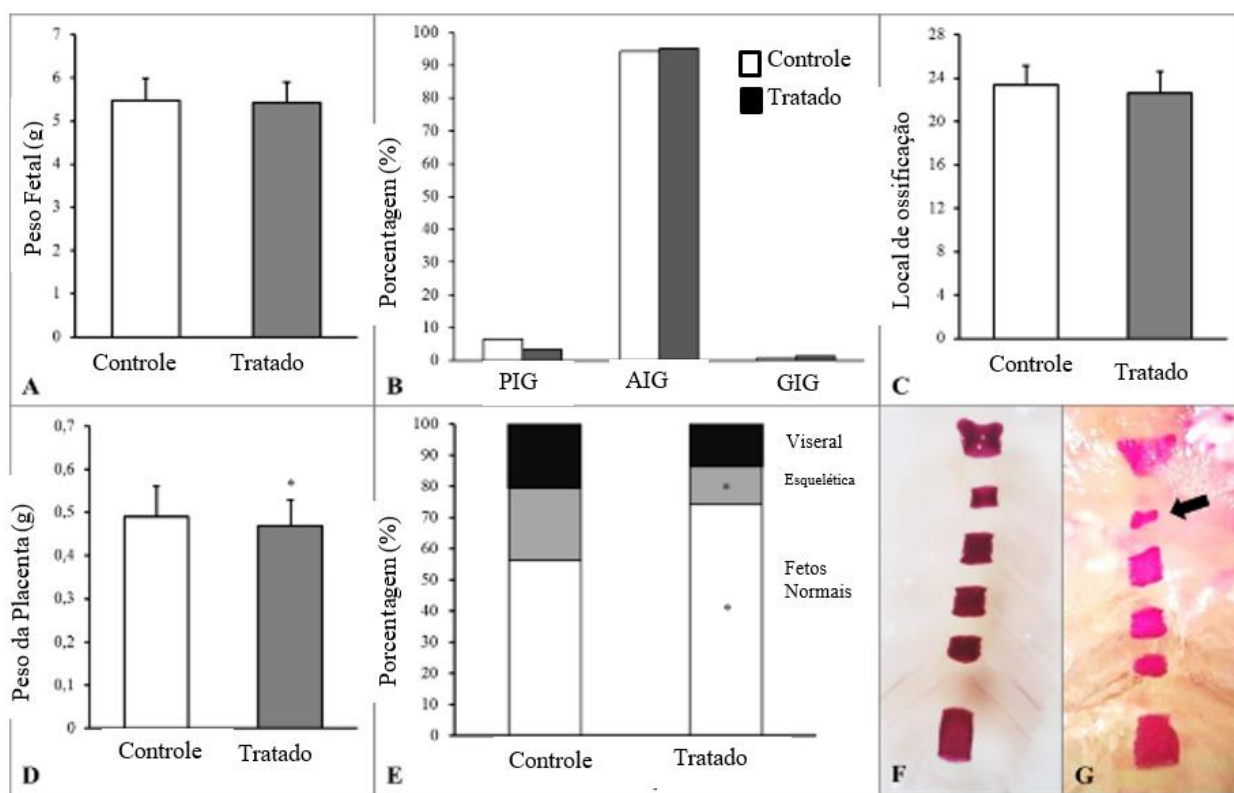 Peso Fetal (g)
7
6
5
4
3
2
1
0
Controle
Tratado
A
Porcentagem (%)
100
90
80
70
60
50
40
30
20
10
0
Controle
Tratado
PIG
AIG
GIG
B
Local de ossificação
28
24
20
16
12
8
4
0
Controle
Tratado
C
Peso da Placenta (g)
0,7
0,6
0,5
0,4
0,3
0,2
0,1
0
*
Controle
Tratado
D
Porcentagem (%)
100
90
80
70
60
50
40
30
20
10
0
*
*
Viseral
Esquelética
Fetos
Normais
Controle
Tratado
E
F
G